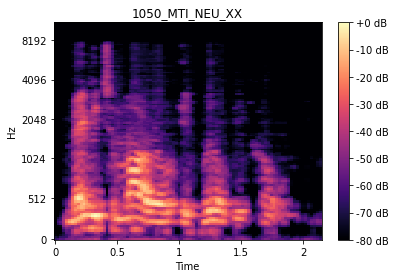 1050_MTI_NEU_XX
8192
4096
2048
1024
512
0
Hz
0
0.5
1
1.5
2
Time
+0 dB
-10 dB
-20 dB
-30 dB
-40 dB
-50 dB
-60 dB
-70 dB
-80 dB